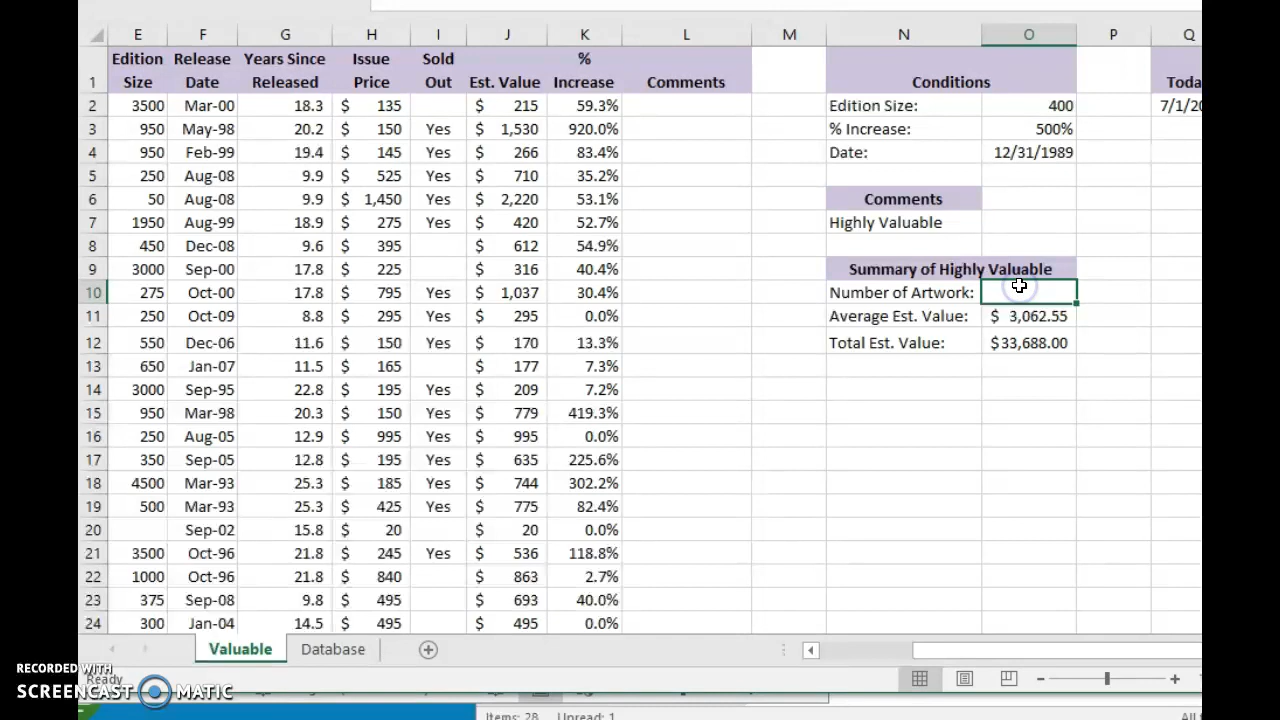 E F G H I J K L M N O P Q
Edition Release Years Since Issue Sold %
1 Size Date Released Price Out Est. Value Increase Comments Conditions Toda
2 3500 Mar-00 18.3 $ 135 $ 215 59.3% Edition Size: 400 7/1/20
3 950 May-98 20.2 $ 150 Yes $ 1,530 920.0% % Increase: 500%
4 950 Feb-99 19.4 $ 145 Yes $ 266 83.4% Date: 12/31/1989
5 250 Aug-08 9.9 $ 525 Yes $ 710 35.2%
6 50 Aug-08 9.9 $ 1,450 Yes $ 2,220 53.1% Comments
7 1950 Aug-99 18.9 $ 275 Yes $ 420 52.7% Highly Valuable
8 450 Dec-08 9.6 $ 395 $ 612 54.9%
9 3000 Sep-00 17.8 $ 225 $ 316 40.4% Summary of Highly Valuable
10 275 Oct-00 17.8 $ 795 Yes $ 1,037 30.4% Number of Artwork:
11 250 Oct-09 8.8 $ 295 Yes $ 295 0.0% Average Est. Value: $ 3,062.55
12 550 Dec-06 11.6 $ 150 Yes $ 170 13.3% Total Est. Value: $33,688.00
13 650 Jan-07 11.5 $ 165 $ 177 7.3%
14 3000 Sep-95 22.8 $ 195 Yes $ 209 7.2%
15 950 Mar-98 20.3 $ 150 Yes $ 779 419.3%
16 250 Aug-05 12.9 $ 995 Yes $ 995 0.0%
17 350 Sep-05 12.8 $ 195 Yes $ 635 225.6%
18 4500 Mar-93 25.3 $ 185 Yes $ 744 302.2%
19 500 Mar-93 25.3 $ 425 Yes $ 775 82.4%
20 Sep-02 15.8 $ 20 $ 20 0.0%
21 3500 Oct-96 21.8 $ 245 Yes $ 536 118.8%
22 1000 Oct-96 21.8 $ 840 $ 863 2.7%
23 375 Sep-08 9.8 $ 495 $ 693 40.0%
24 300 Jan-04 14.5 $ 495 $ 495 0.0%
Valuable Database
RECORDED WITH
Ready
SCREENCAST MATIC
Items: 28 Unread: 1